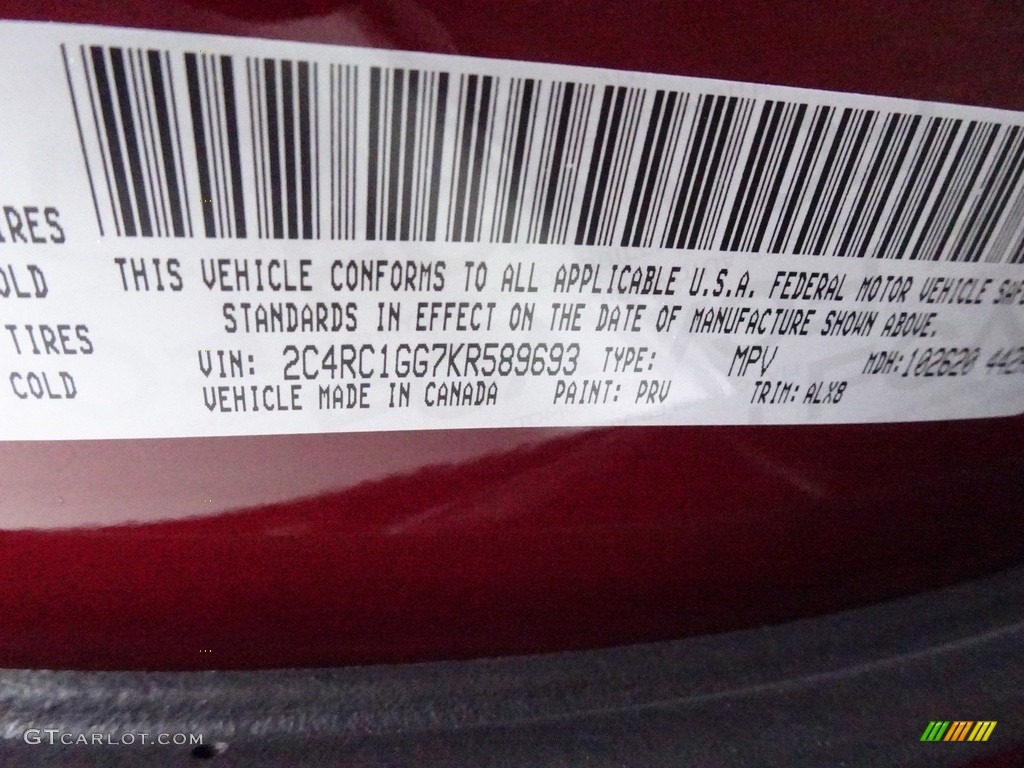 IRES
OLD
TIRES
COLD
THIS VEHICLE CONFORMS TO ALL APPLICABLE U.S.A. FEDERAL MOTOR VEHICLE SAF
STANDARDS IN EFFECT ON THE DATE OF MANUFACTURE SHOWN ABOVE.
VIN: 2C4RC1GG7KR589693 TYPE: MPV MDH: 102620 442
VEHICLE MADE IN CANADA PAINT: PRV TRIM: ALX8
GTCARLOT.COM